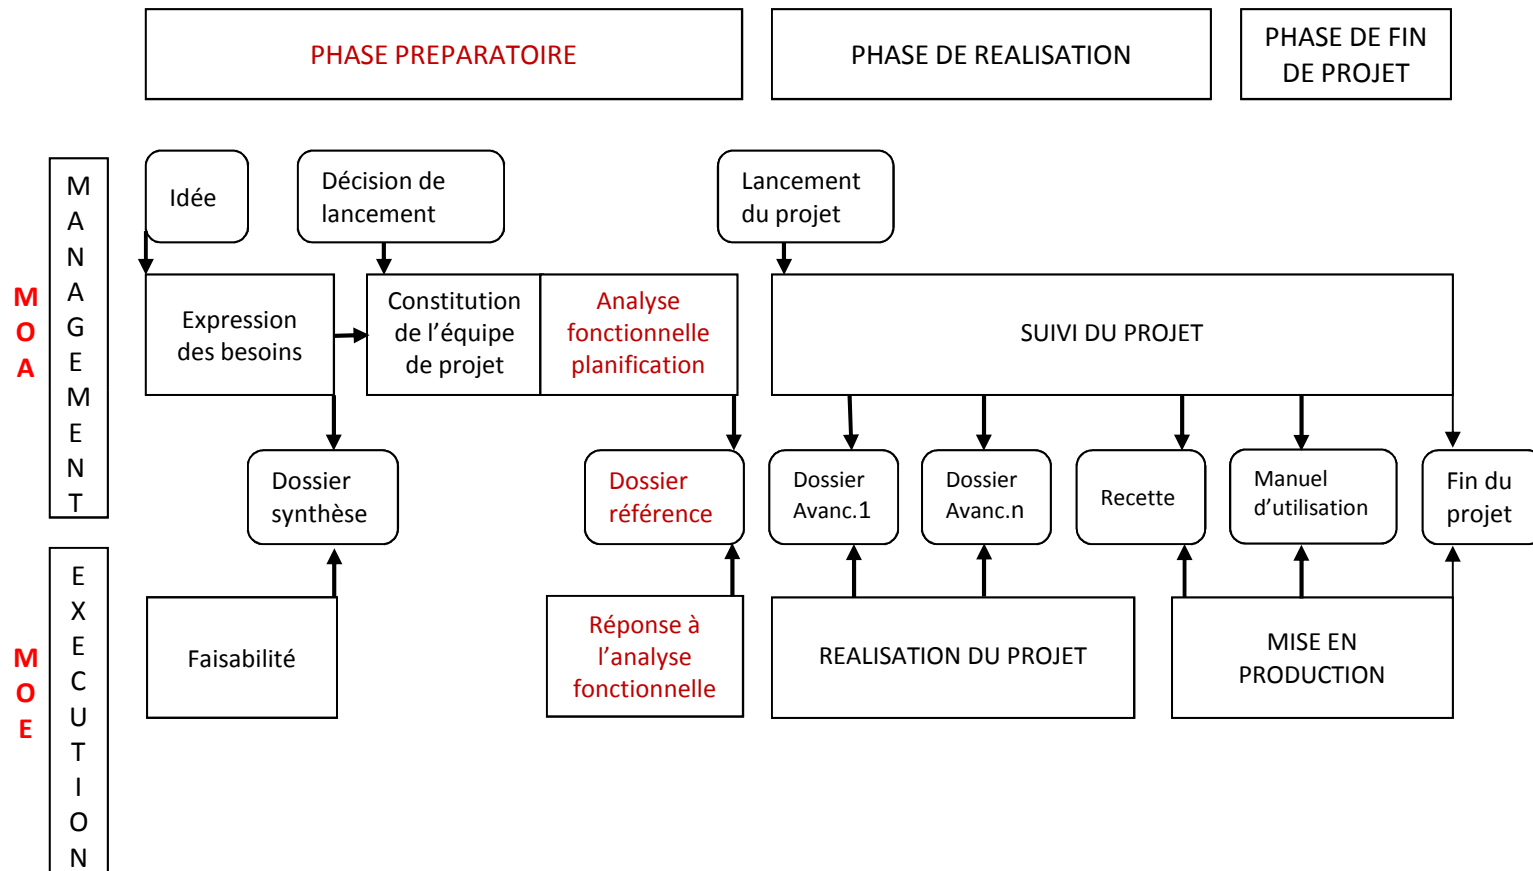 PHASE PREPARATOIRE
PHASE DE REALISATION
PHASE DE FIN
DE PROJET
MOA
MANAGEMENT
Idée
Décision de
lancement
Lancement
du projet
Expression
des besoins
Constitution
de l’équipe
de projet
Analyse
fonctionnelle
planification
SUIVI DU PROJET
Dossier
synthèse
Dossier
référence
Dossier
Avanc.1
Dossier
Avanc.n
Recette
Manuel
d’utilisation
Fin du
projet
MOE
EXECUTION
Faisabilité
Réponse à
l’analyse
fonctionnelle
REALISATION DU PROJET
MISE EN
PRODUCTION